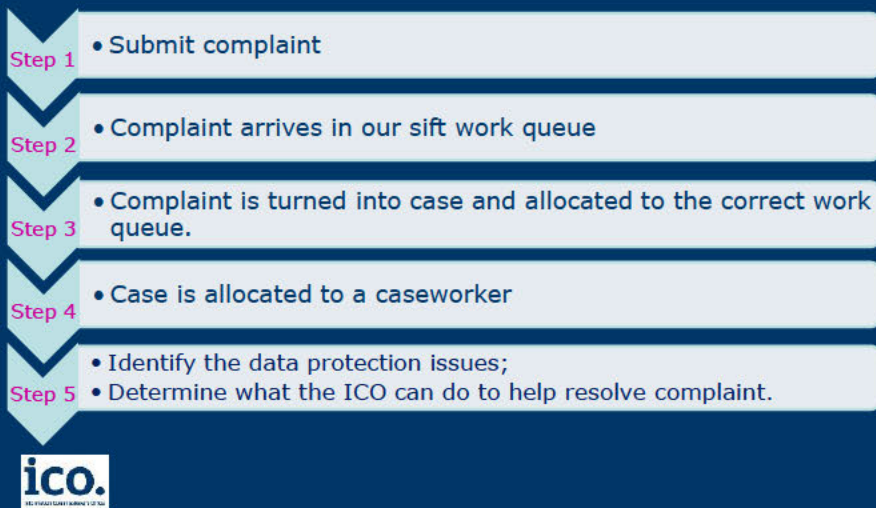 Step 1
• Submit complaint
Step 2
• Complaint arrives in our sift work queue
Step 3
• Complaint is turned into case and allocated to the correct work
queue.
Step 4
• Case is allocated to a caseworker
Step 5
• Identify the data protection issues;
• Determine what the ICO can do to help resolve complaint.
ico.